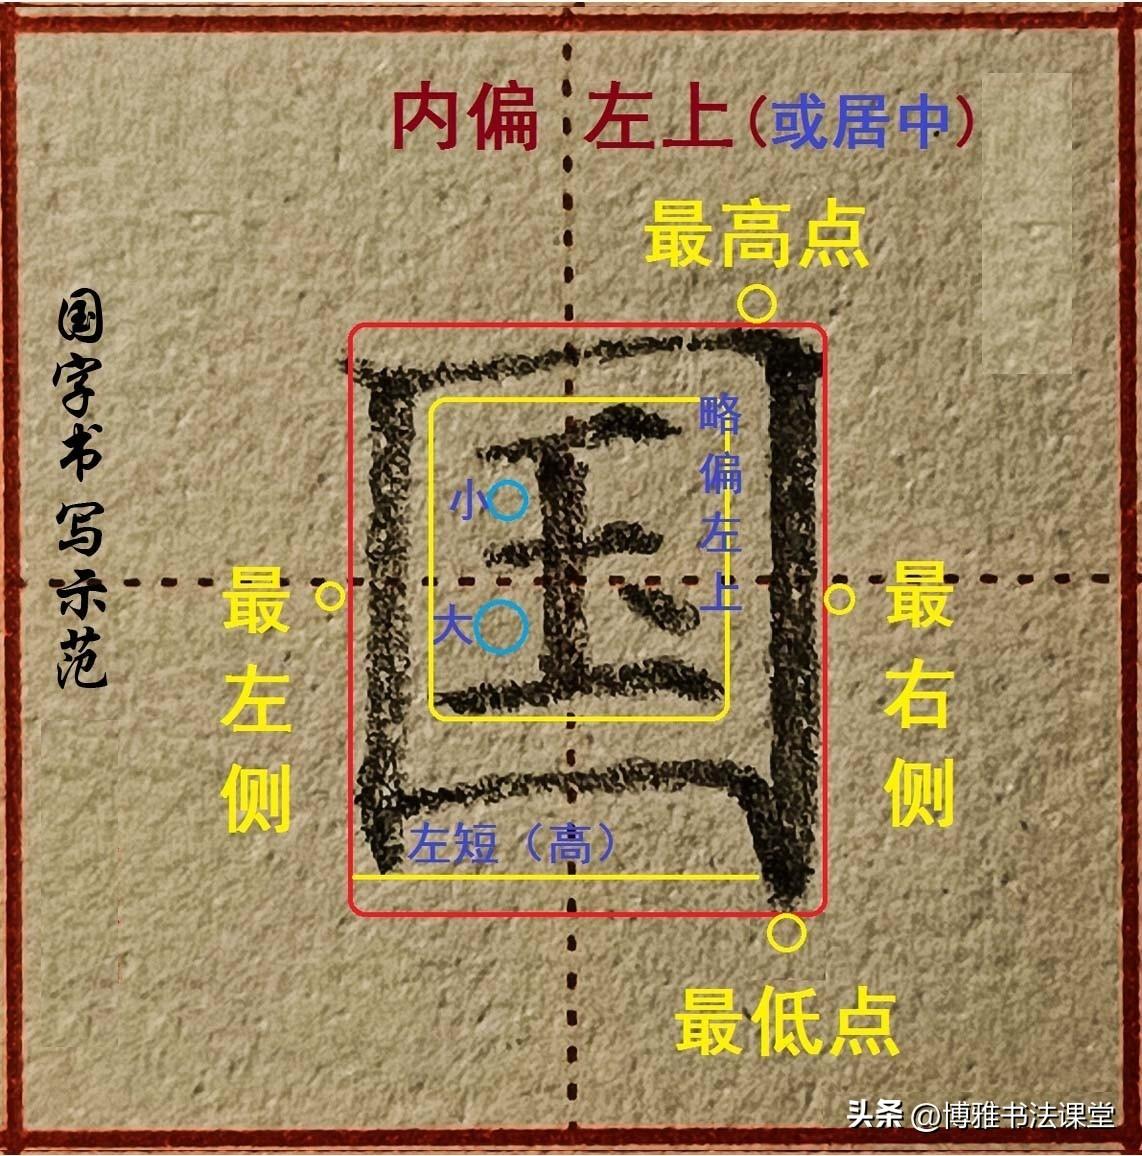 内偏 左上(或居中)
最高点
国字书写示范
国
略偏左上
小
大
最左侧
最右侧
左短（高）
最低点
头条 @博雅书法课堂